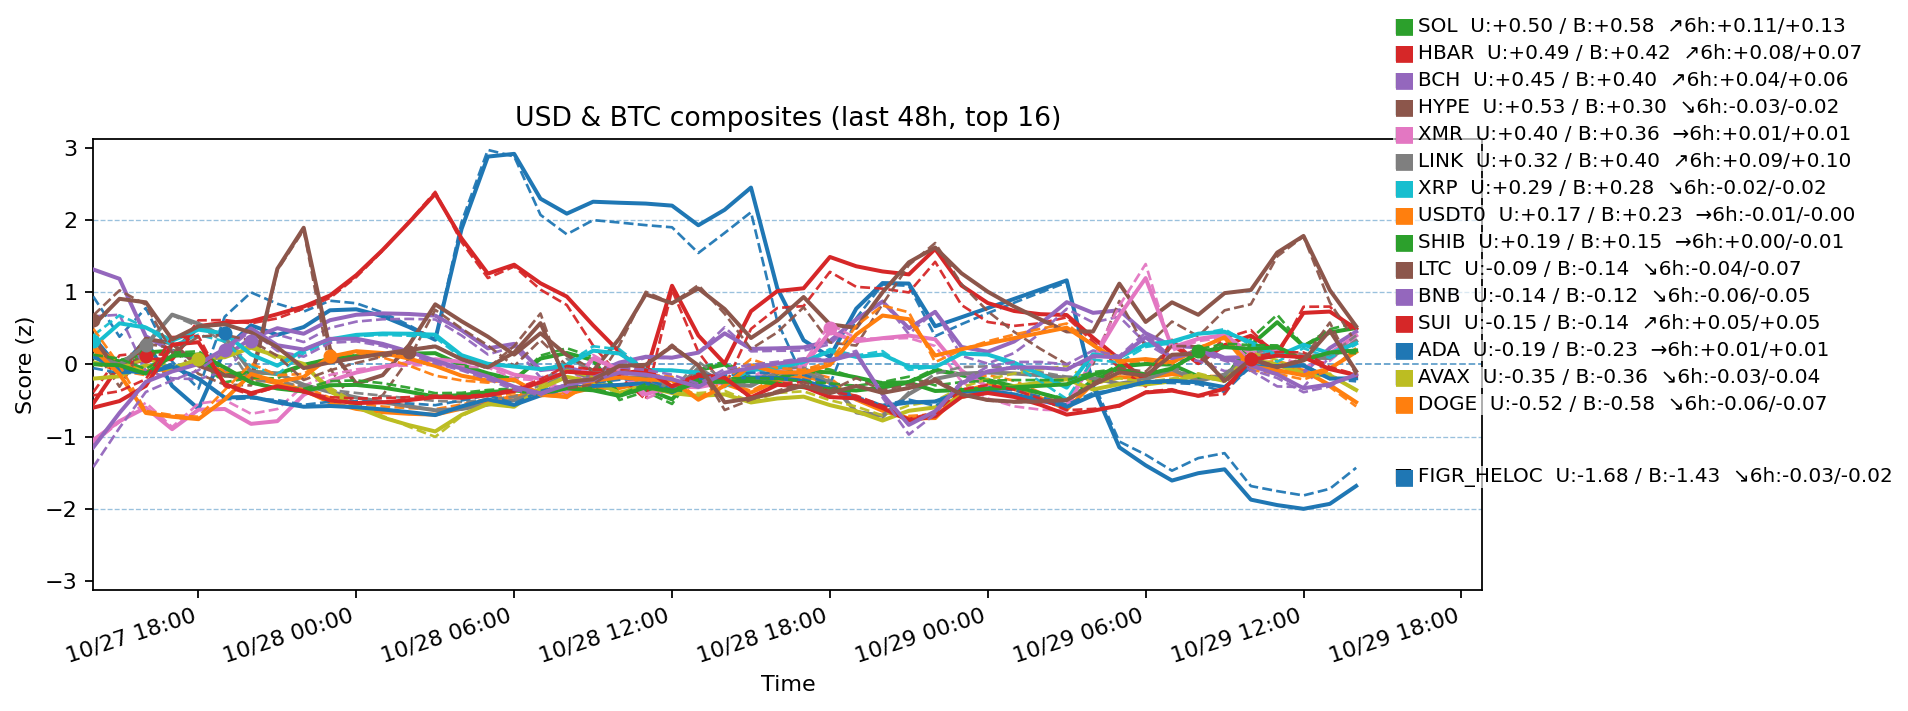 SOL U:+0.50 / B:+0.58 ↗6h:+0.11/+0.13
HBAR U:+0.49 / B:+0.42 ↗6h:+0.08/+0.07
BCH U:+0.45 / B:+0.40 ↗6h:+0.04/+0.06
HYPE U:+0.53 / B:+0.30 ↘6h:-0.03/-0.02
XMR U:+0.40 / B:+0.36 →6h:+0.01/+0.01
LINK U:+0.32 / B:+0.40 ↗6h:+0.09/+0.10
XRP U:+0.29 / B:+0.28 ↘6h:-0.02/-0.02
USDT0 U:+0.17 / B:+0.23 →6h:-0.01/-0.00
SHIB U:+0.19 / B:+0.15 →6h:+0.00/-0.01
LTC U:-0.09 / B:-0.14 ↘6h:-0.04/-0.07
BNB U:-0.14 / B:-0.12 ↘6h:-0.06/-0.05
SUI U:-0.15 / B:-0.14 ↗6h:+0.05/+0.05
ADA U:-0.19 / B:-0.23 →6h:+0.01/+0.01
AVAX U:-0.35 / B:-0.36 ↘6h:-0.03/-0.04
DOGE U:-0.52 / B:-0.58 ↘6h:-0.06/-0.07
FIGR_HELOC U:-1.68 / B:-1.43 ↘6h:-0.03/-0.02
USD & BTC composites (last 48h, top 16)
Score (z)
3
2
1
0
−1
−2
−3
10/27 18:00
10/28 00:00
10/28 06:00
10/28 12:00
10/28 18:00
10/29 00:00
10/29 06:00
10/29 12:00
10/29 18:00
Time